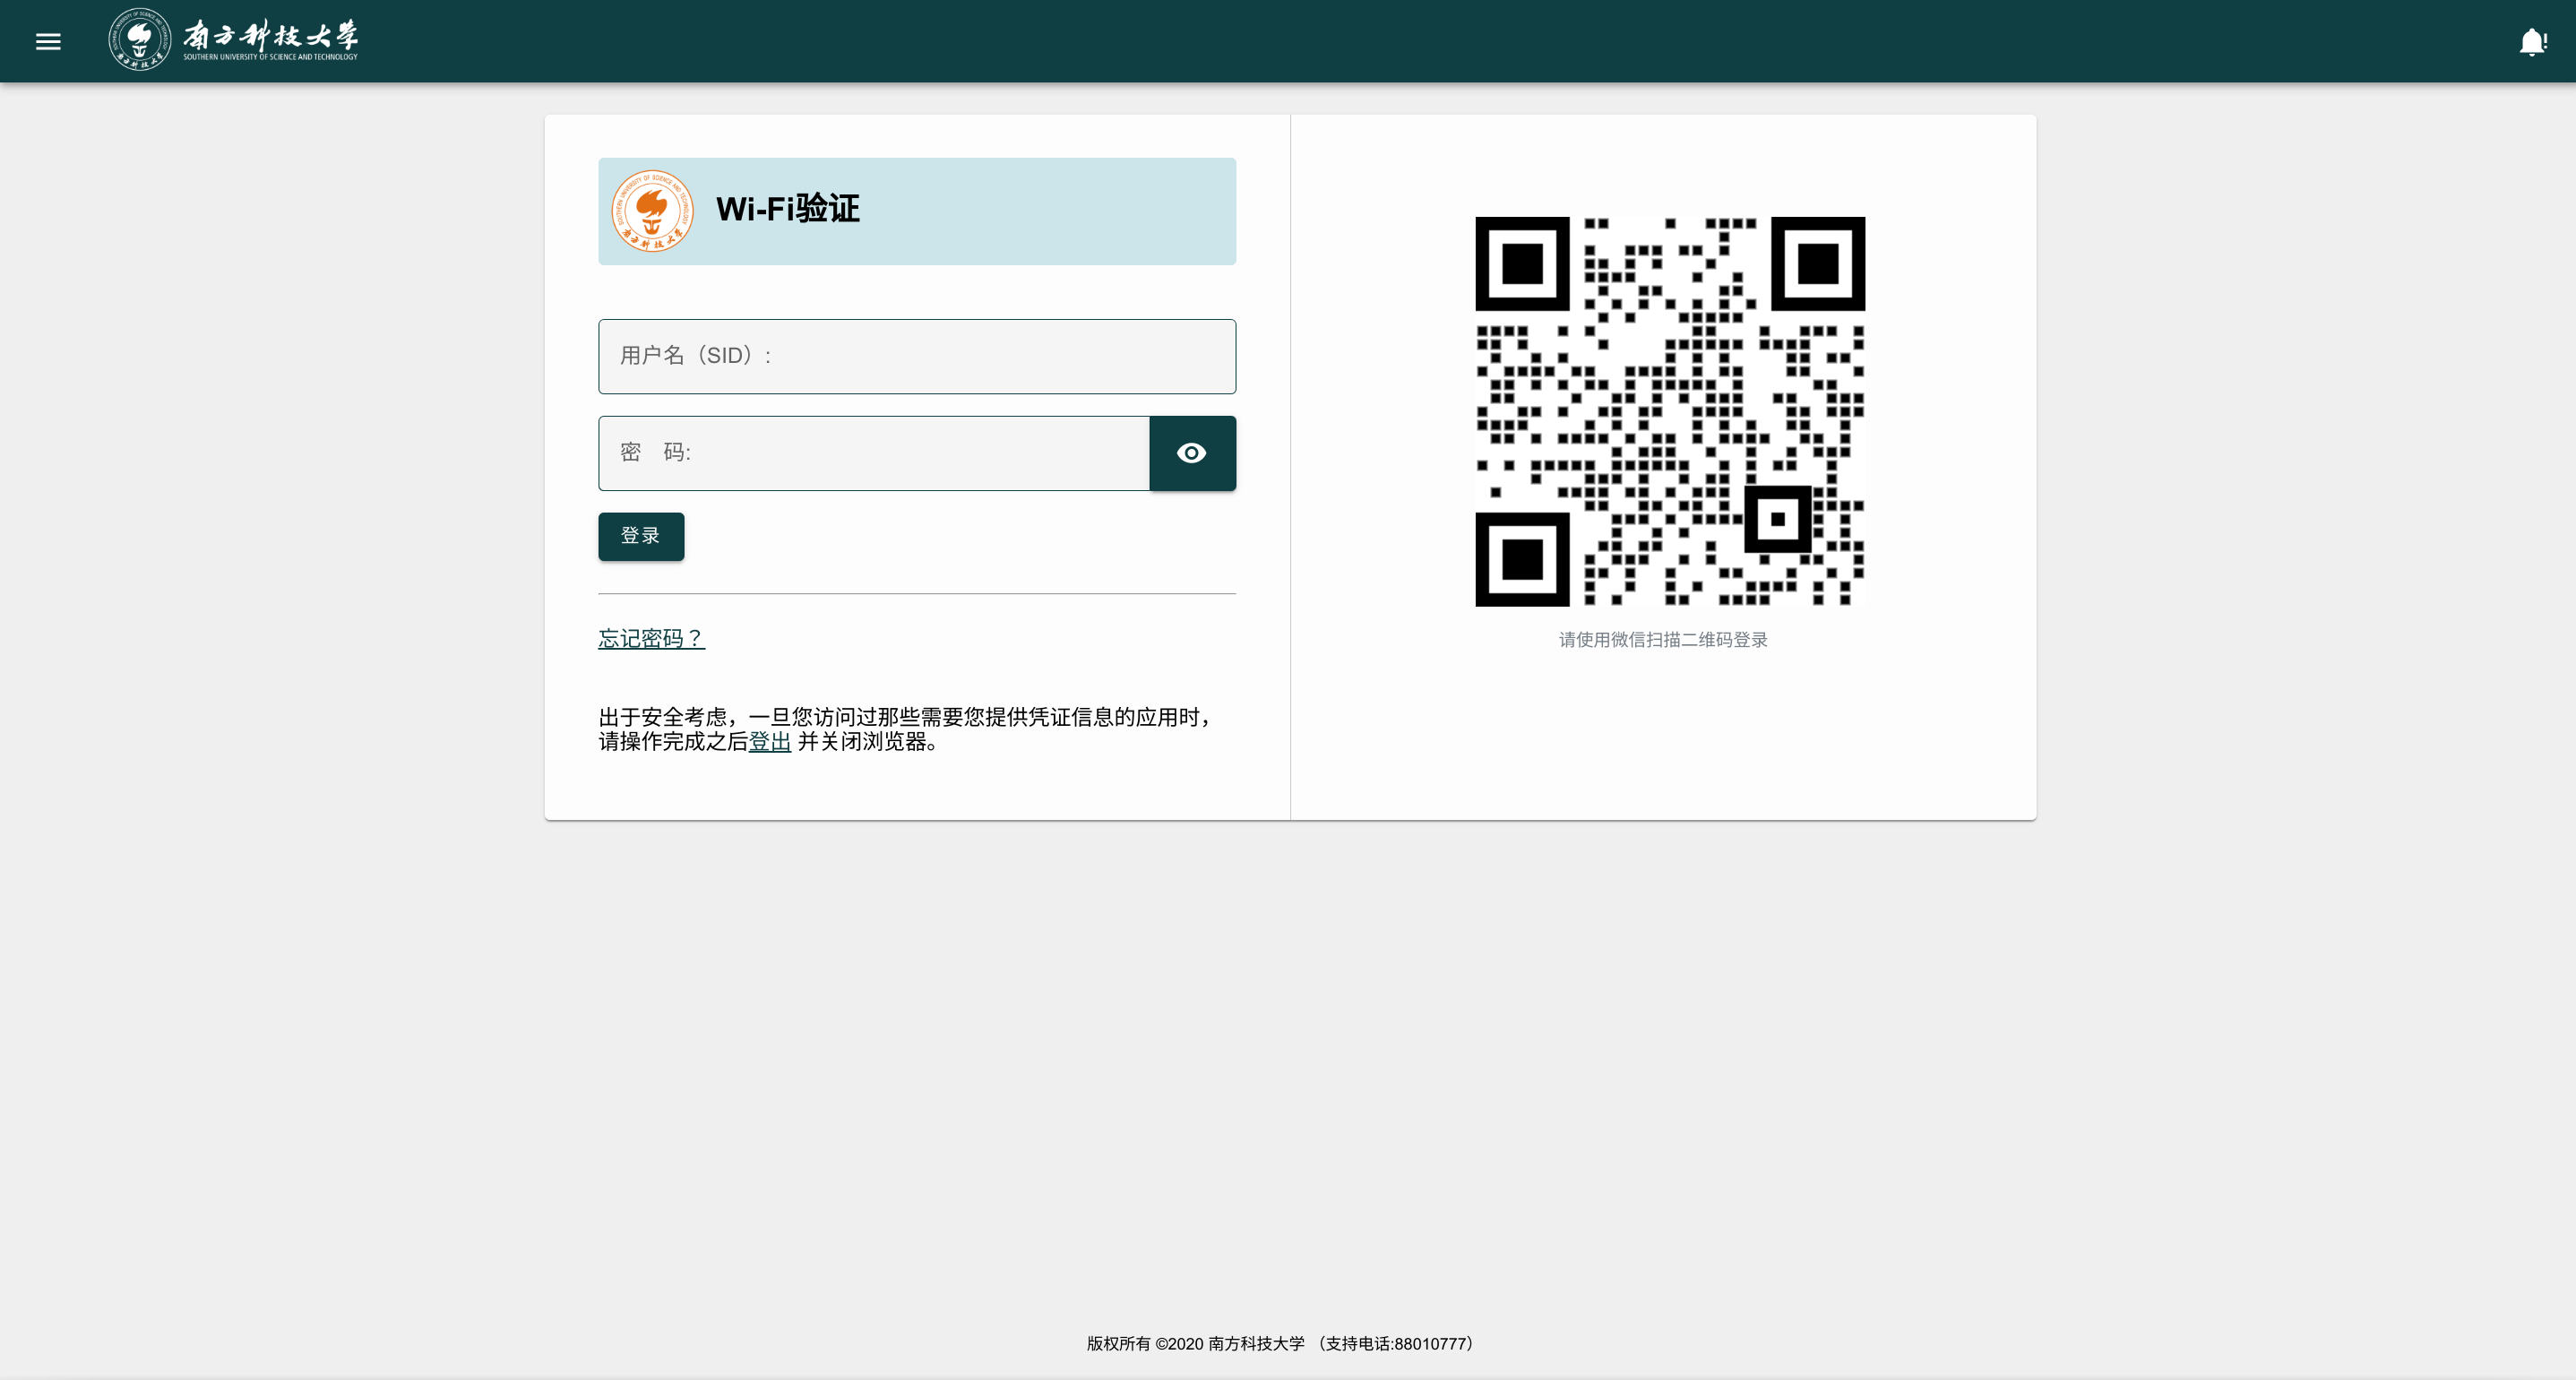 南方科技大学
SOUTHERN UNIVERSITY OF SCIENCE AND TECHNOLOGY
Wi-Fi验证
用户名（SID）:
密　码:
登录
忘记密码？
出于安全考虑，一旦您访问过那些需要您提供凭证信息的应用时，
请操作完成之后登出 并关闭浏览器。
请使用微信扫描二维码登录
版权所有 ©2020 南方科技大学 （支持电话:88010777）